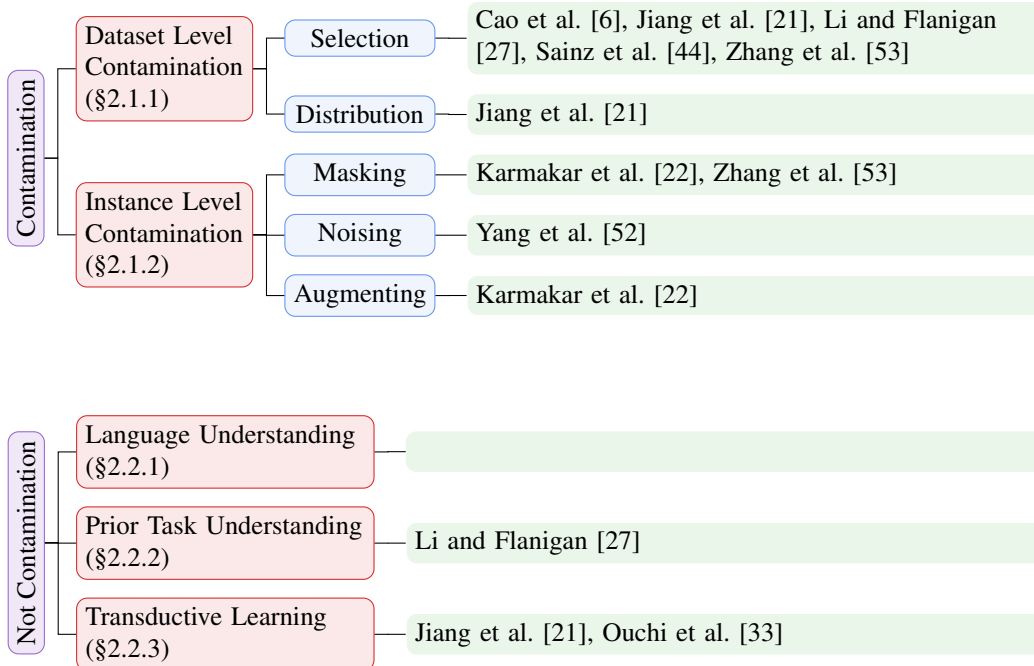 Contamination
Dataset Level
Contamination
(§2.1.1)
Selection
Cao et al. [6], Jiang et al. [21], Li and Flanigan
[27], Sainz et al. [44], Zhang et al. [53]
Distribution
Jiang et al. [21]
Instance Level
Contamination
(§2.1.2)
Masking
Karmakar et al. [22], Zhang et al. [53]
Noising
Yang et al. [52]
Augmenting
Karmakar et al. [22]
Not Contamination
Language Understanding
(§2.2.1)
Prior Task Understanding
(§2.2.2)
Li and Flanigan [27]
Transductive Learning
(§2.2.3)
Jiang et al. [21], Ouchi et al. [33]